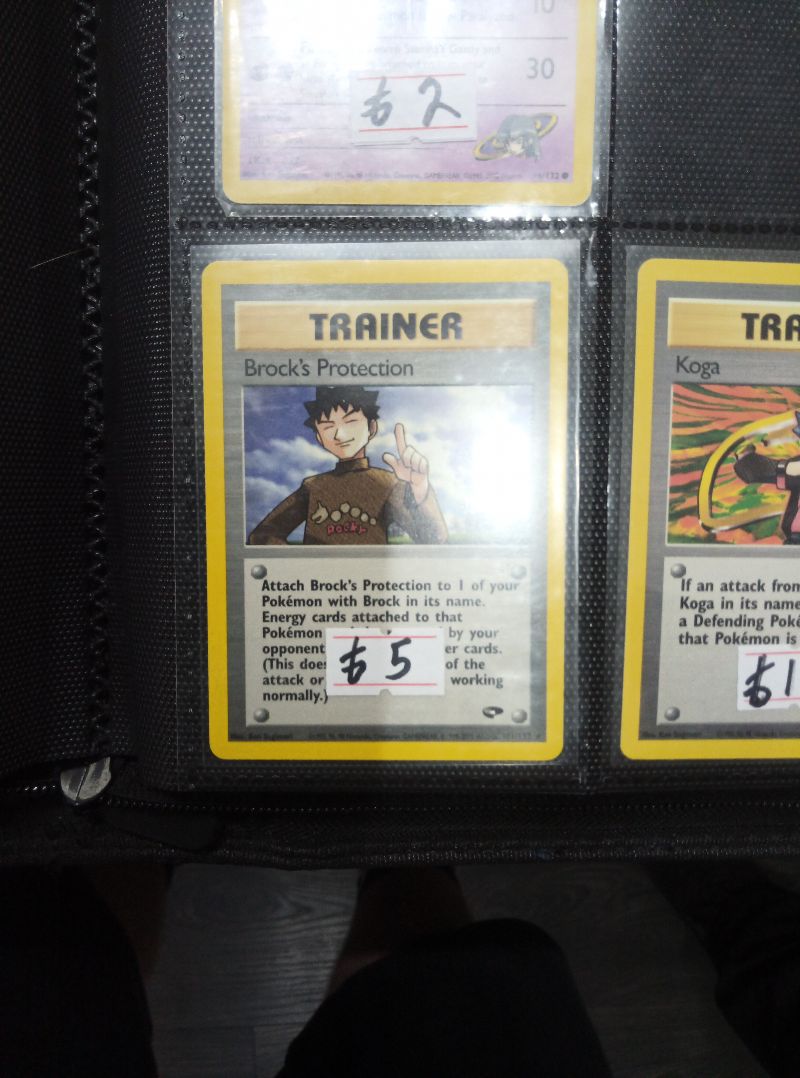 10
30
₺ 2
/132
TRAINER
Brock's Protection
Rocky
Attach Brock's Protection to 1 of your
Pokémon with Brock in its name.
Energy cards attached to that
Pokémon by your
opponent er cards.
(This does of the
attack or working
normally.)
₺ 5
TRA
Koga
If an attack from
Koga in its name
a Defending Poké
that Pokémon is
₺1